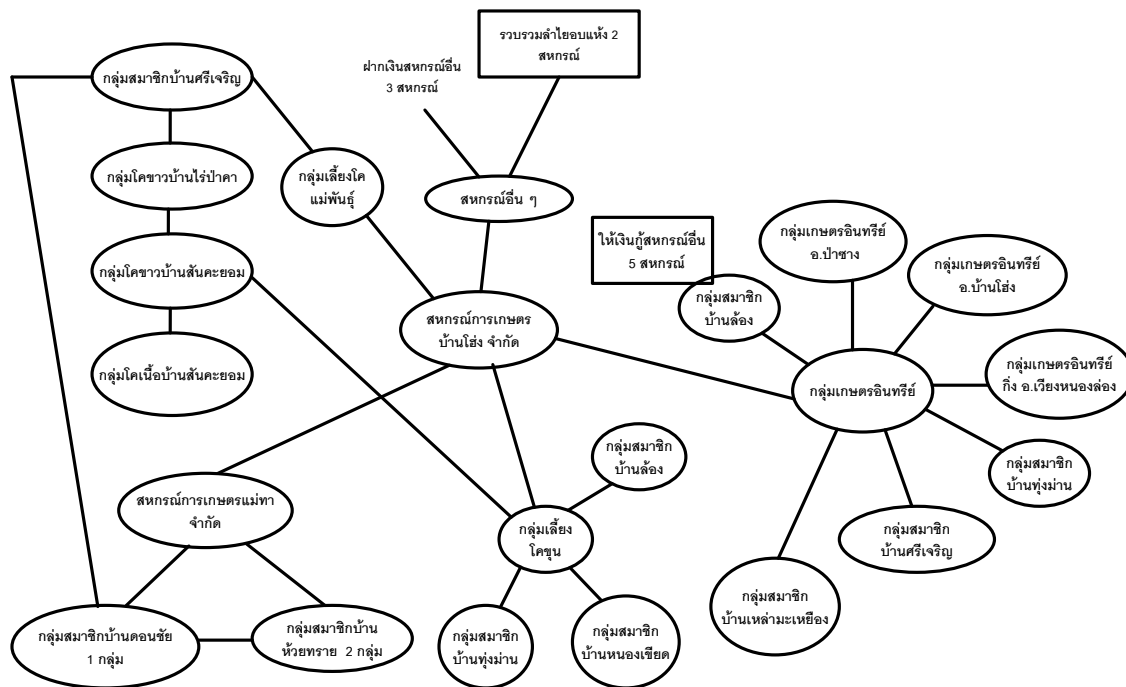 รวบรวมลำไยอบแห้ง 2
สหกรณ์
ฝากเงินสหกรณ์อื่น
3 สหกรณ์
กลุ่มสมาชิกบ้านศรีเจริญ
กลุ่มโคขาวบ้านไร่ป่าคา
กลุ่มเลี้ยงโค
แม่พันธุ์
สหกรณ์อื่น ๆ
ให้เงินกู้สหกรณ์อื่น
5 สหกรณ์
กลุ่มเกษตรอินทรีย์
อ.ป่าซาง
กลุ่มเกษตรอินทรีย์
อ.บ้านโฮ่ง
กลุ่มโคขาวบ้านสันคะยอม
กลุ่มสมาชิก
บ้านล้อง
สหกรณ์การเกษตร
บ้านโฮ่ง จำกัด
กลุ่มโคเนื้อบ้านสันคะยอม
กลุ่มเกษตรอินทรีย์
กลุ่มเกษตรอินทรีย์
กิ่ง อ.เวียงหนองล่อง
กลุ่มสมาชิก
บ้านล้อง
กลุ่มสมาชิก
บ้านทุ่งม่าน
สหกรณ์การเกษตรแม่ทา
จำกัด
กลุ่มเลี้ยง
โคขุน
กลุ่มสมาชิก
บ้านศรีเจริญ
กลุ่มสมาชิก
บ้านเหล่ามะเหยือง
กลุ่มสมาชิกบ้านดอนชัย
1 กลุ่ม
กลุ่มสมาชิกบ้าน
ห้วยทราย 2 กลุ่ม
กลุ่มสมาชิก
บ้านทุ่งม่าน
กลุ่มสมาชิก
บ้านหนองเขียด